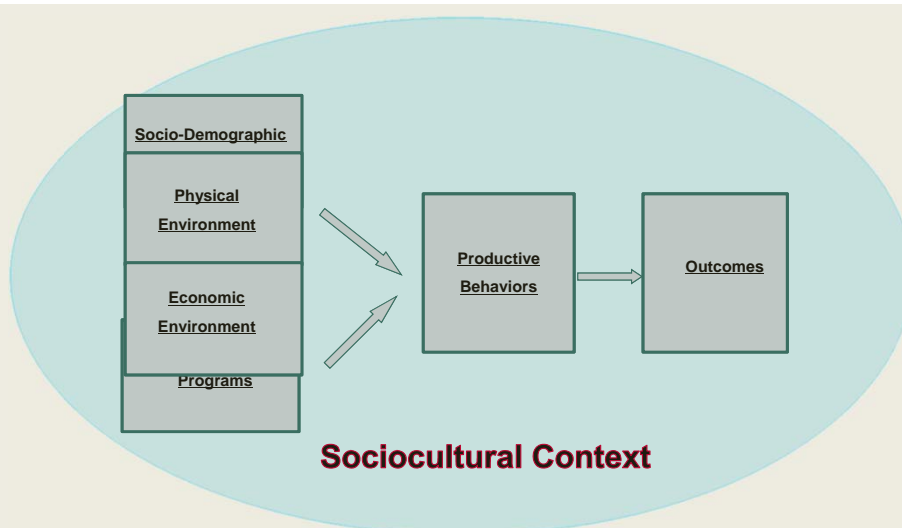 Socio-Demographic
Physical
Environment
Economic
Environment
Programs
Productive
Behaviors
Outcomes
Sociocultural Context